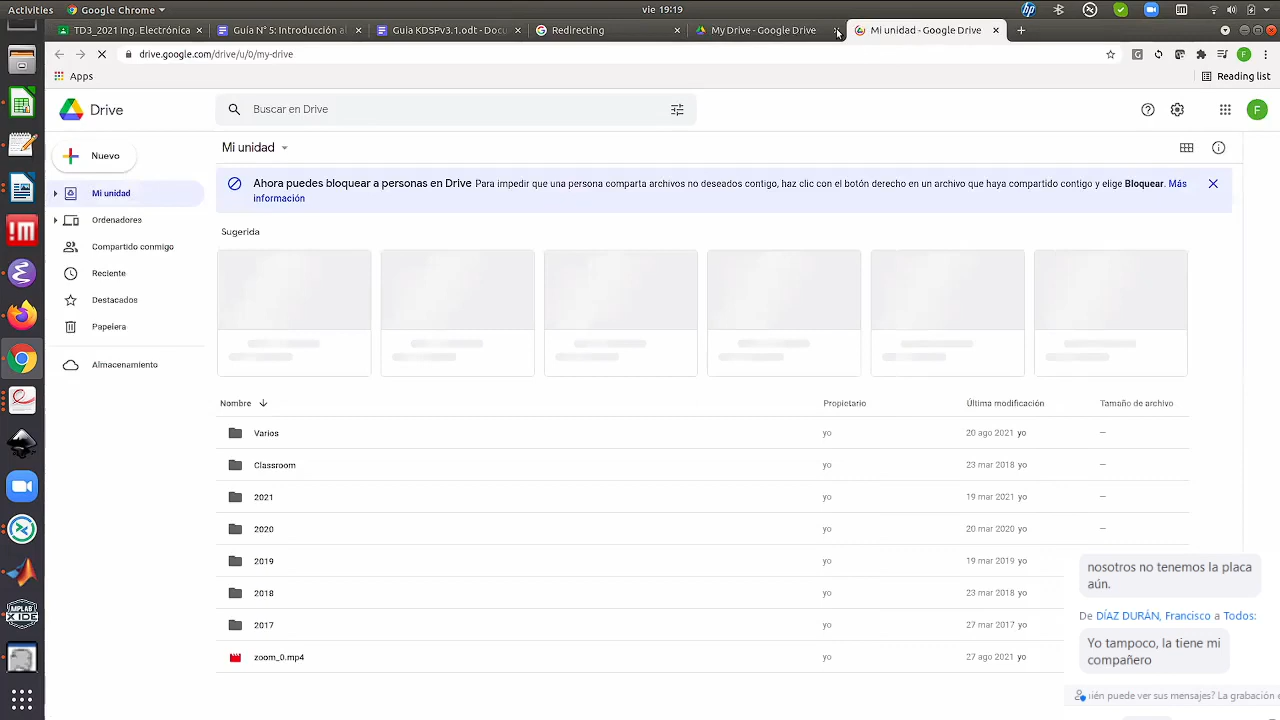 Activities
Google Chrome
vie 19:19
TD3_2021 Ing. Electrónica
Guía N° 5: Introducción al
Guía KDSPv3.1.odt - Docu
Redirecting
My Drive - Google Drive
Mi unidad - Google Drive
drive.google.com/drive/u/0/my-drive
F
Apps
Reading list
Drive
Buscar en Drive
F
Nuevo
Mi unidad
Mi unidad
Ordenadores
Compartido conmigo
Reciente
Destacados
Papelera
Almacenamiento
Ahora puedes bloquear a personas en Drive Para impedir que una persona comparta archivos no deseados contigo, haz clic con el botón derecho en un archivo que haya compartido contigo y elige Bloquear. Más
información
Sugerida
Nombre
Propietario
Última modificación
Tamaño de archivo
Varios yo 20 ago 2021 yo —
Classroom yo 23 mar 2018 yo —
2021 yo 19 mar 2021 yo —
2020 yo 20 mar 2020 yo —
2019 yo 19 mar 2019 yo
2018 yo 23 mar 2018 yo
2017 yo 27 mar 2017 yo
zoom_0.mp4 yo 27 ago 2021 yo
nosotros no tenemos la placa
aún.
De DÍAZ DURÁN, Francisco a Todos:
Yo tampoco, la tiene mi
compañero
uién puede ver sus mensajes? La grabación e